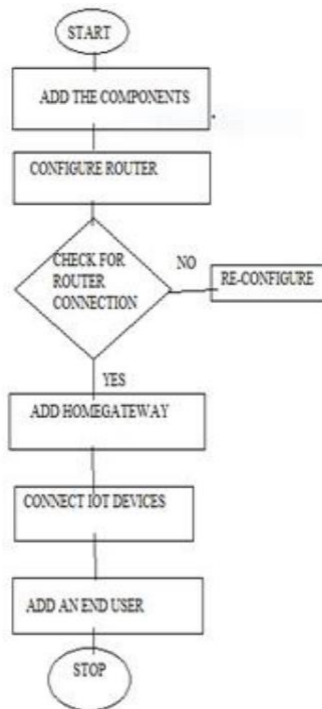 START
ADD THE COMPONENTS
CONFIGURE ROUTER
CHECK FOR
ROUTER
CONNECTION
NO
RE-CONFIGURE
YES
ADD HOMEGATEWAY
CONNECT IOT DEVICES
ADD AN END USER
STOP